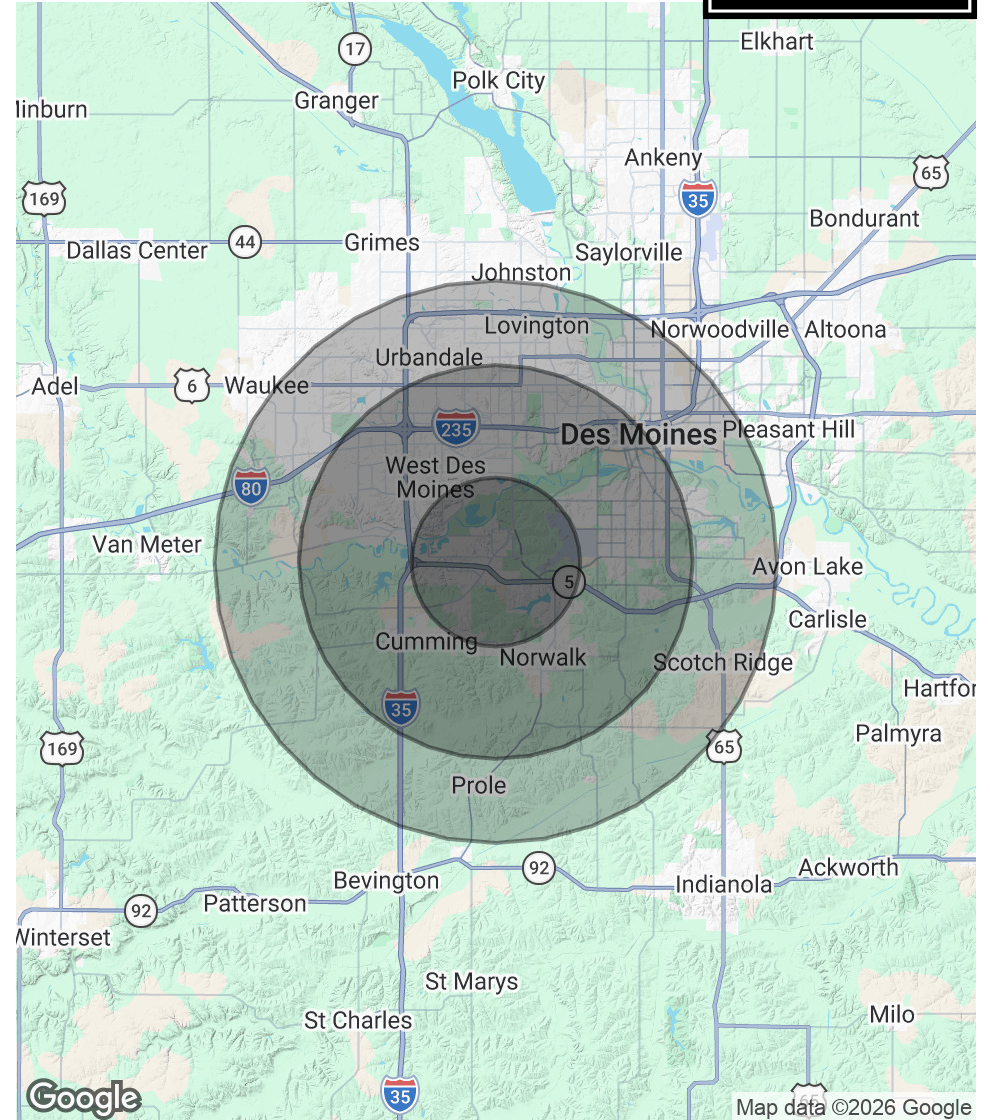 Elkhart
17
Polk City
Granger
Minburn
Ankeny
65
169
35
Bondurant
Dallas Center
44
Grimes
Saylorville
Johnston
Lovington
Norwoodville
Altoona
Urbandale
Adel
6
Waukee
235
Des Moines
Pleasant Hill
West Des
Moines
80
Van Meter
Avon Lake
5
Carlisle
Cumming
Norwalk
Scotch Ridge
Hartfor
35
Palmyra
169
65
Prole
92
Ackworth
Bevington
Indianola
Patterson
92
Winterset
St Marys
St Charles
Milo
35
65
Google
Map data ©2026 Google